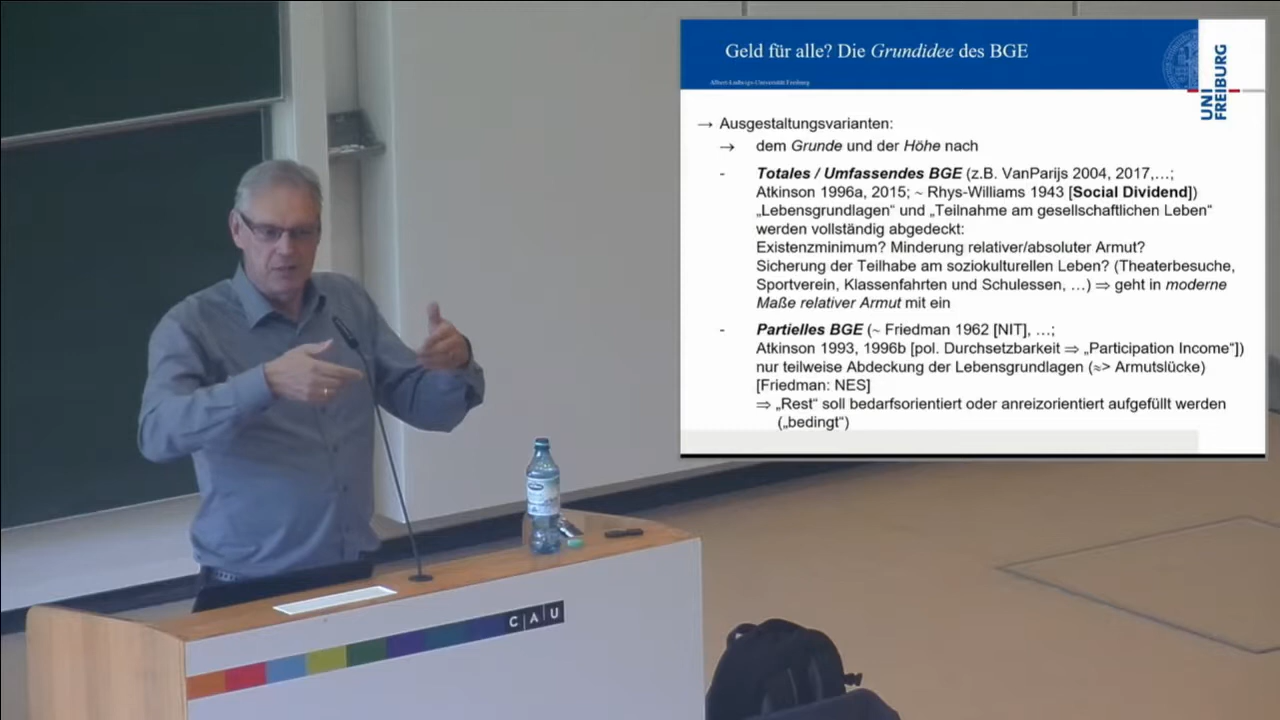 Geld für alle? Die Grundidee des BGE
Albert-Ludwigs-Universität Freiburg
UNI
FREIBURG
→ Ausgestaltungsvarianten:
→ dem Grunde und der Höhe nach
- Totales / Umfassendes BGE (z.B. VanParijs 2004, 2017,…;
Atkinson 1996a, 2015; ~ Rhys-Williams 1943 [Social Dividend])
„Lebensgrundlagen“ und „Teilnahme am gesellschaftlichen Leben“
werden vollständig abgedeckt:
Existenzminimum? Minderung relativer/absoluter Armut?
Sicherung der Teilhabe am soziokulturellen Leben? (Theaterbesuche,
Sportverein, Klassenfahrten und Schulessen, …) ⇒ geht in moderne
Maße relativer Armut mit ein
- Partielles BGE (~ Friedman 1962 [NIT], …;
Atkinson 1993, 1996b [pol. Durchsetzbarkeit ⇒ „Participation Income“])
nur teilweise Abdeckung der Lebensgrundlagen (≈> Armutslücke)
[Friedman: NES]
⇒ „Rest“ soll bedarfsorientiert oder anreizorientiert aufgefüllt werden
(„bedingt“)
C|A|U